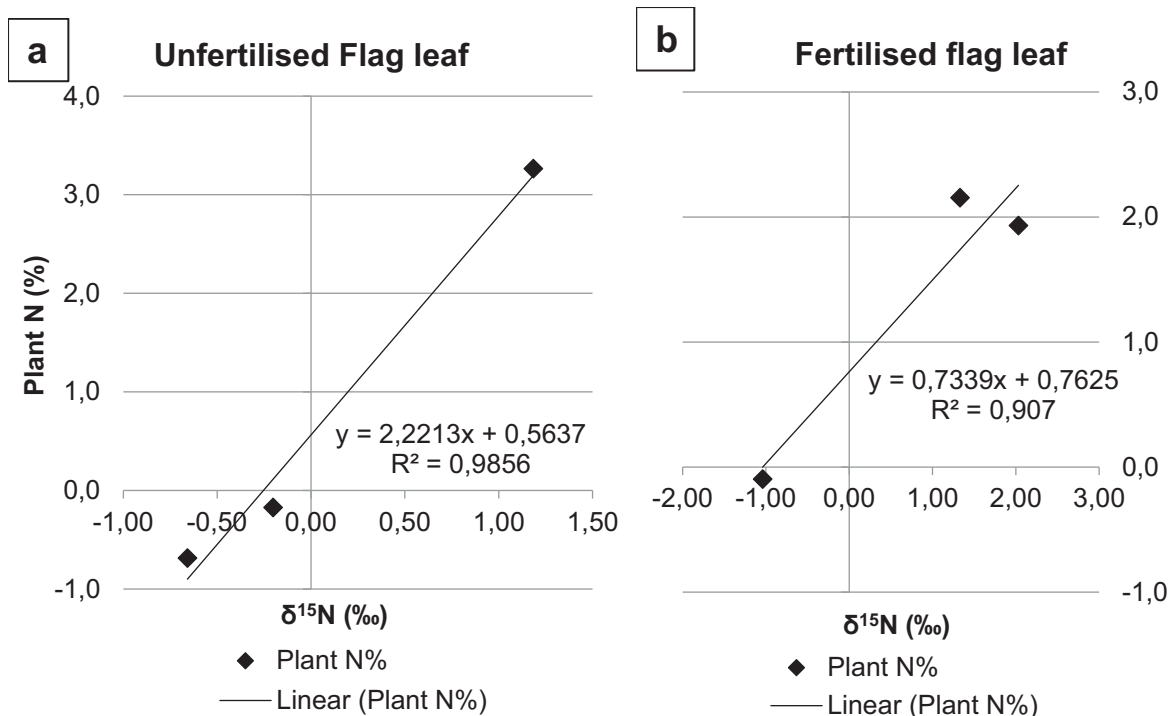 a
Unfertilised Flag leaf
4,0
3,0
2,0
1,0
0,0
-1,0
Plant N (%)
y = 2,2213x + 0,5637
R² = 0,9856
-1,00 -0,50 0,00 0,50 1,00 1,50
δ¹⁵N (‰)
Plant N%
Linear (Plant N%)
b
Fertilised flag leaf
3,0
2,0
1,0
0,0
-1,0
y = 0,7339x + 0,7625
R² = 0,907
-2,00 -1,00 0,00 1,00 2,00 3,00
δ¹⁵N (‰)
Plant N%
Linear (Plant N%)